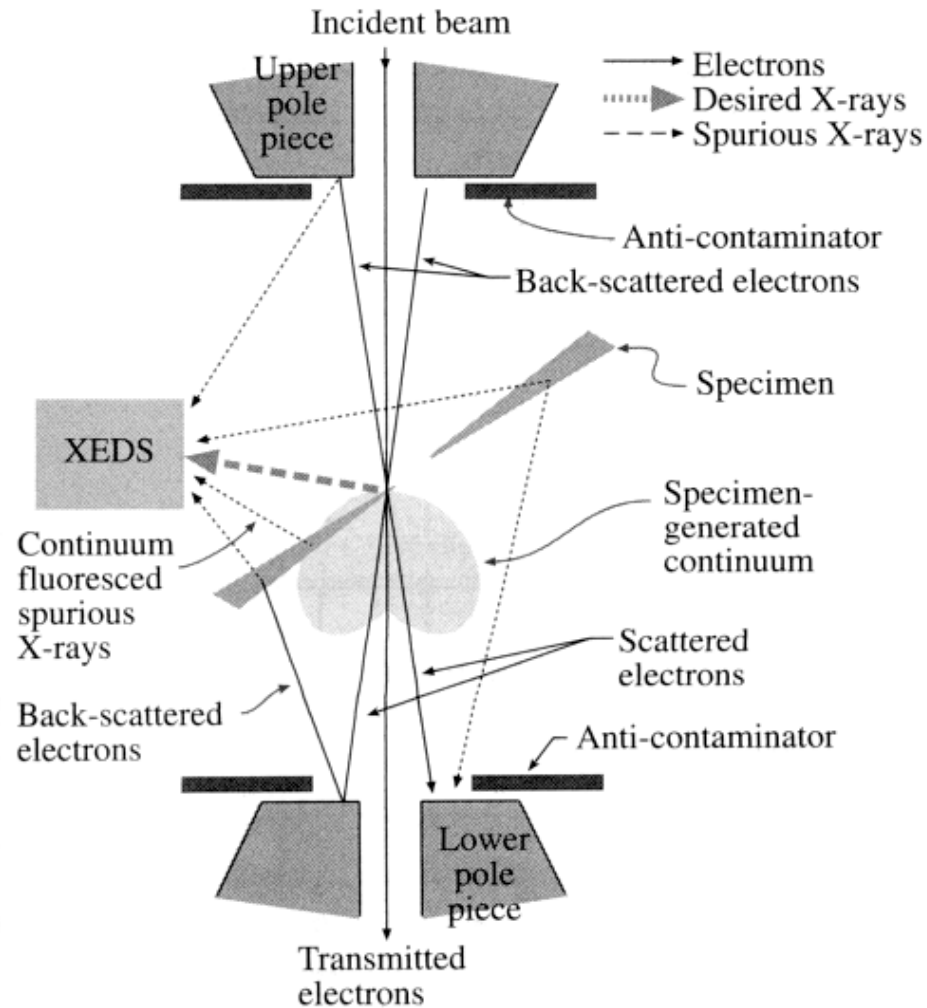 Incident beam
Upper
pole
piece
Electrons
Desired X-rays
Spurious X-rays
Anti-contaminator
Back-scattered electrons
Specimen
XEDS
Specimen-
generated
continuum
Continuum
fluoresced
spurious
X-rays
Scattered
electrons
Back-scattered
electrons
Anti-contaminator
Lower
pole
piece
Transmitted
electrons